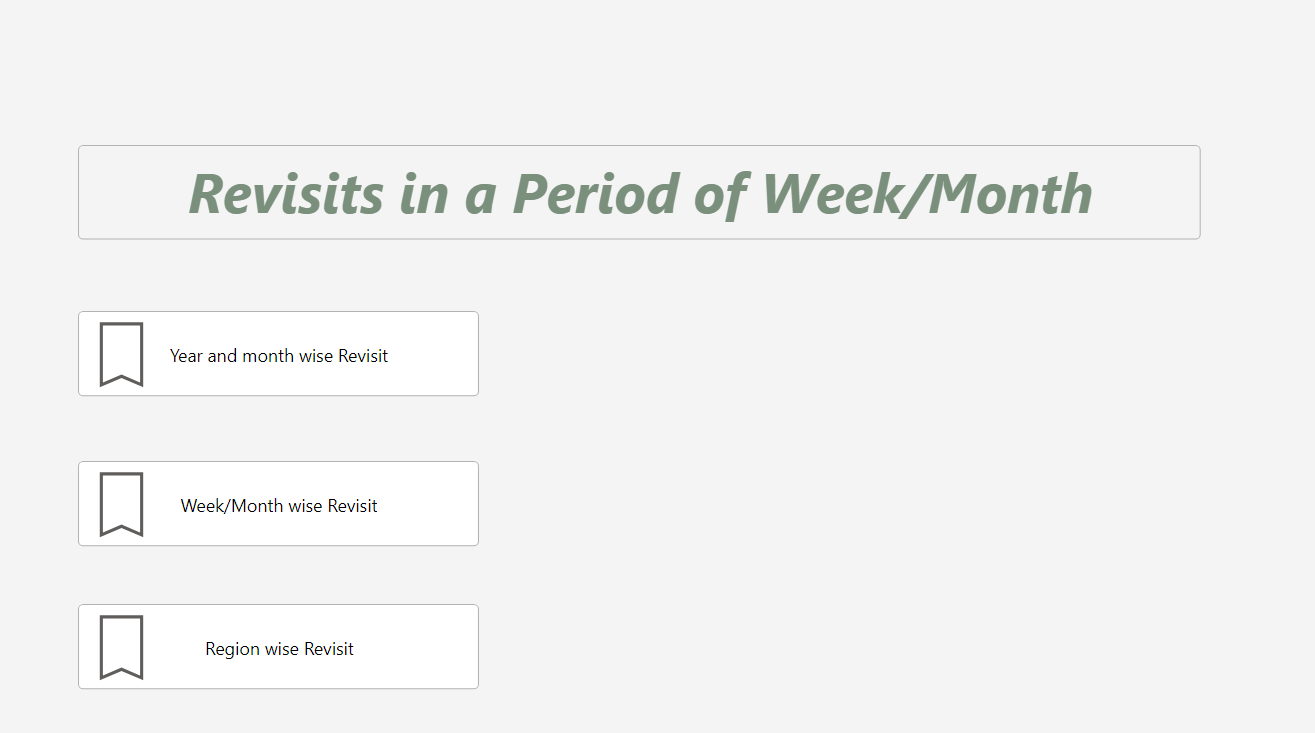 Revisits in a Period of Week/Month
Year and month wise Revisit
Week/Month wise Revisit
Region wise Revisit